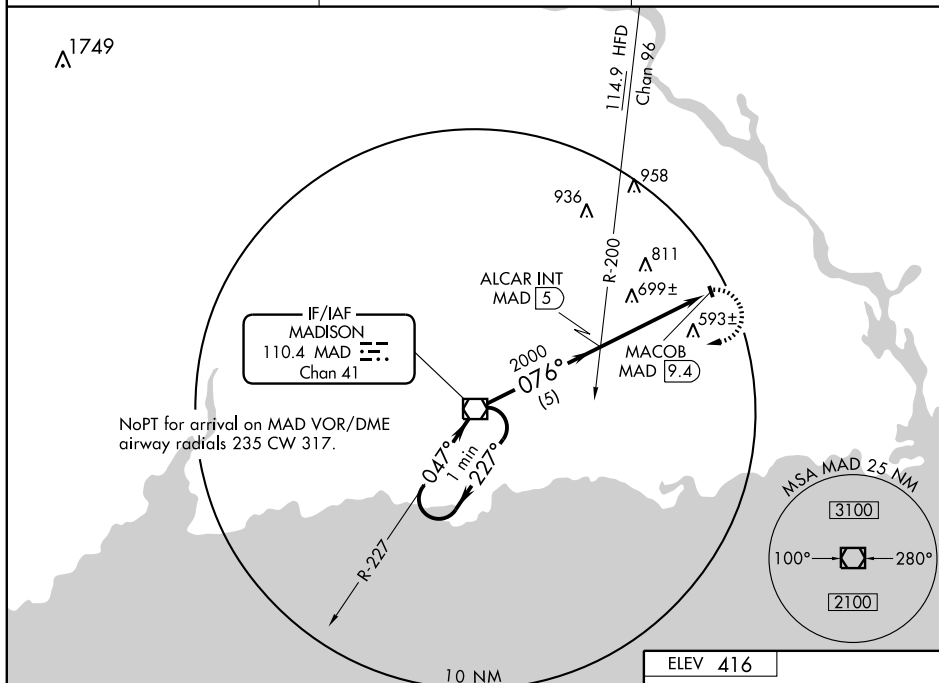 1749
114.9 HFD
Chan 96
958
936
R-200
811
ALCAR INT
MAD 5
699±
593±
IF/IAF
MADISON
110.4 MAD
Chan 41
2000
076°
(5)
MACOB
MAD 9.4
NoPT for arrival on MAD VOR/DME
airway radials 235 CW 317.
047°
1 min
227°
R-227
MSA MAD 25 NM
3100
100°
280°
2100
10 NM
ELEV 416